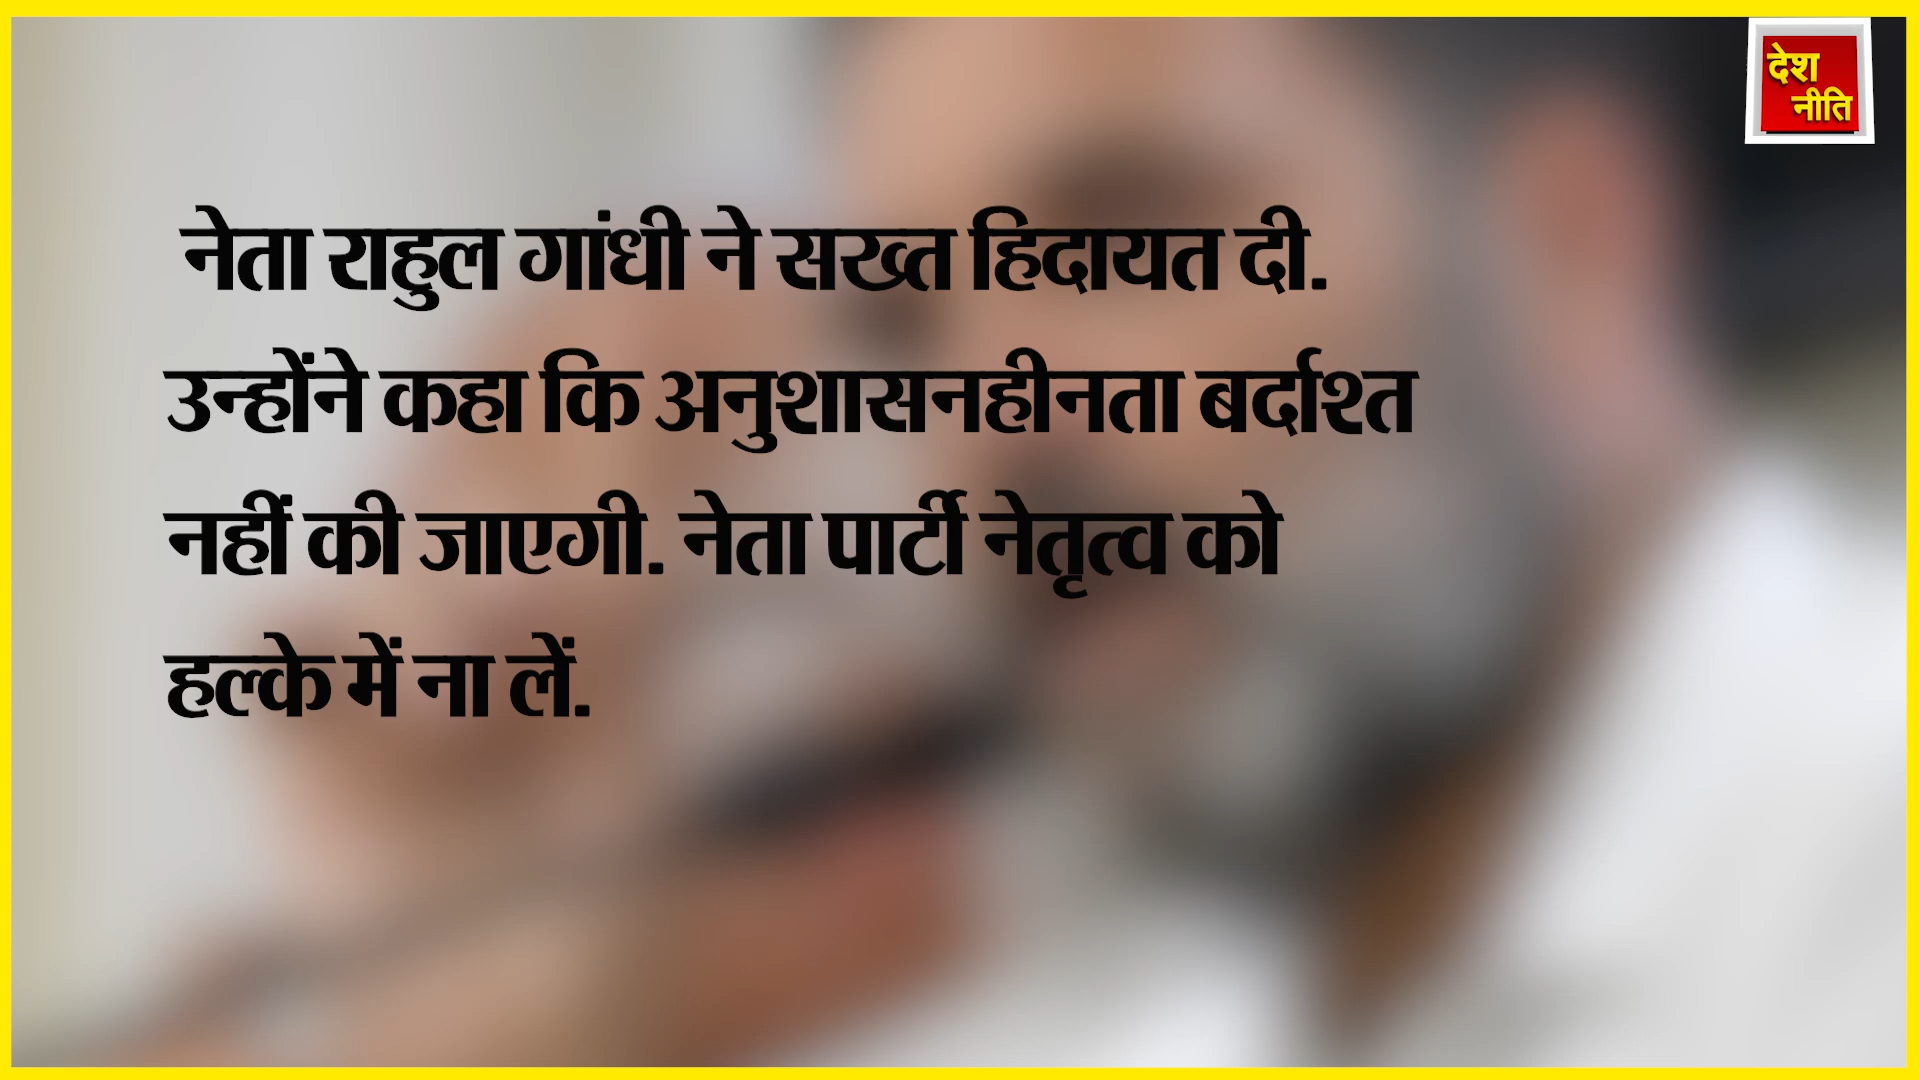 देश
नीति
नेता राहुल गांधी ने सख्त हिदायत दी.
उन्होंने कहा कि अनुशासनहीनता बर्दाश्त
नहीं की जाएगी. नेता पार्टी नेतृत्व को
हल्के में ना लें.